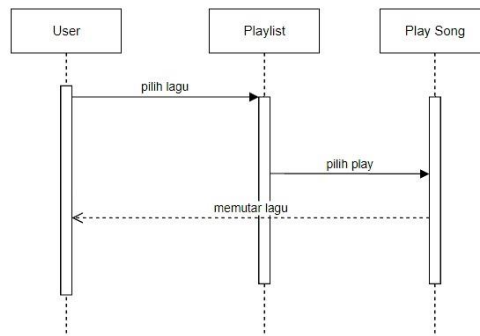 User
Playlist
Play Song
pilih lagu
pilih play
memutar lagu